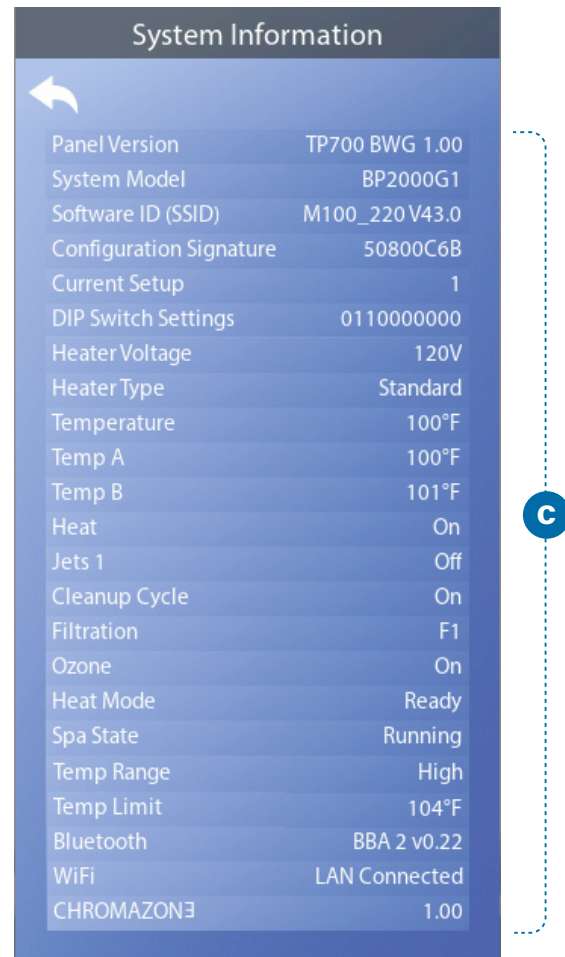 System Information
Panel Version TP700 BWG 1.00
System Model BP2000G1
Software ID (SSID) M100_220 V43.0
Configuration Signature 50800C6B
Current Setup 1
DIP Switch Settings 0110000000
Heater Voltage 120V
Heater Type Standard
Temperature 100°F
Temp A 100°F
Temp B 101°F
Heat On
Jets 1 Off
Cleanup Cycle On
Filtration F1
Ozone On
Heat Mode Ready
Spa State Running
Temp Range High
Temp Limit 104°F
Bluetooth BBA 2 v0.22
WiFi LAN Connected
CHROMAZONƎ 1.00
C